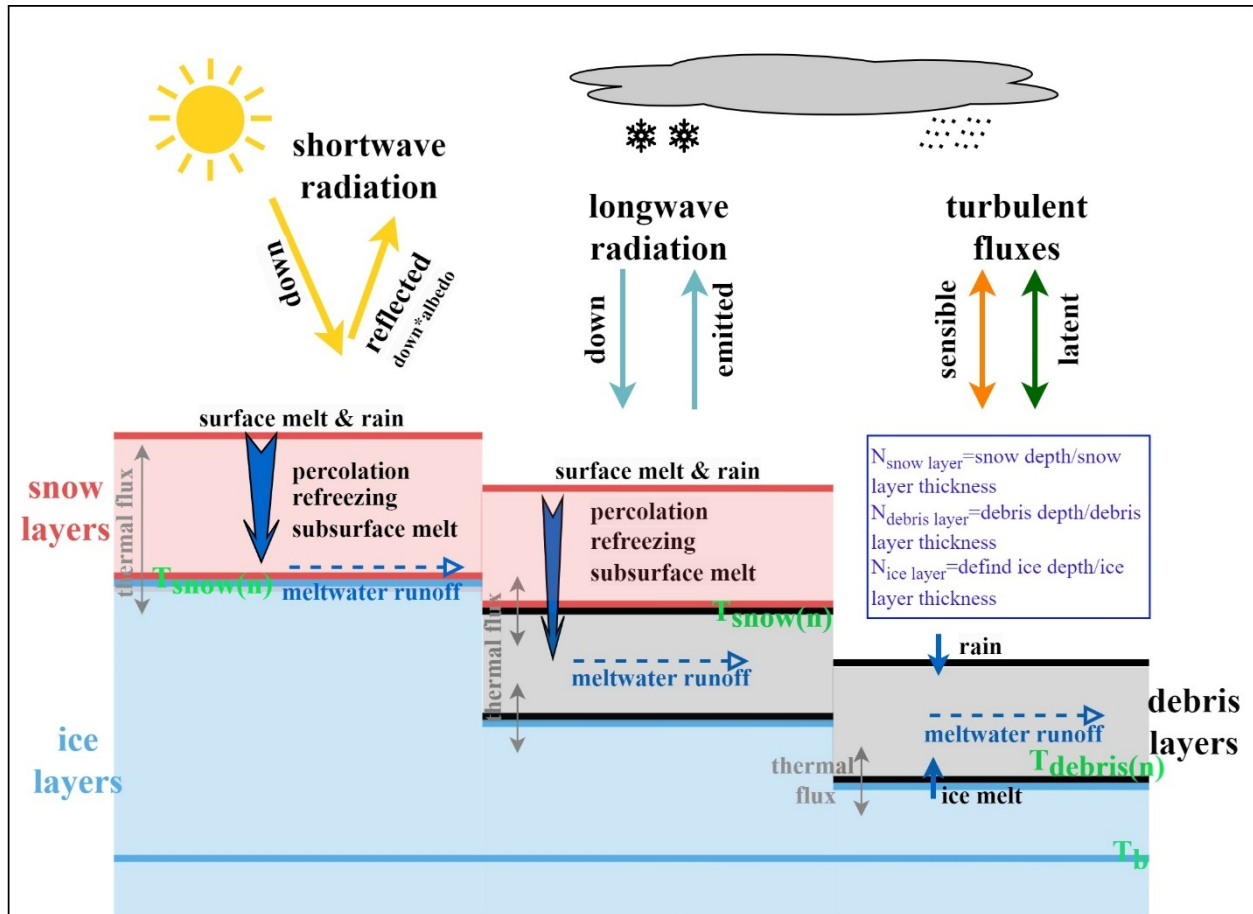 shortwave
radiation
down
reflected
down*albedo
longwave
radiation
down
emitted
turbulent
fluxes
sensible
latent
surface melt & rain
snow
layers
thermal flux
percolation
refreezing
subsurface melt
Tsnow(n)
meltwater runoff
surface melt & rain
percolation
refreezing
subsurface melt
Tsnow(n)
thermal flux
meltwater runoff
thermal flux
Nsnow layer=snow depth/snow
layer thickness
Ndebris layer=debris depth/debris
layer thickness
Nice layer=defind ice depth/ice
layer thickness
rain
debris
layers
meltwater runoff
Tdebris(n)
thermal
flux
ice melt
ice
layers
Tb